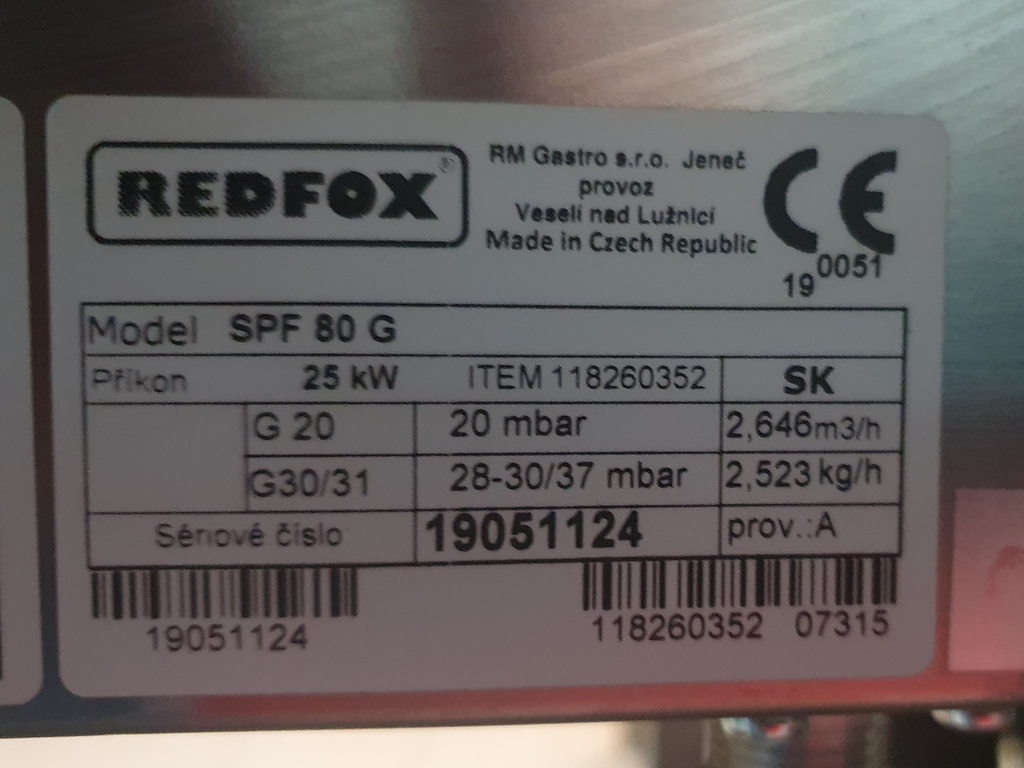 REDFOX®
RM Gastro s.r.o. Jeneč
provoz
Veselí nad Lužnicí
Made in Czech Republic
CE
19 0051
Model SPF 80 G
Příkon 25 kW ITEM 118260352 SK
G 20 20 mbar 2,646m3/h
G30/31 28-30/37 mbar 2,523 kg/h
Sériové číslo 19051124 prov.:A
19051124
118260352 07315